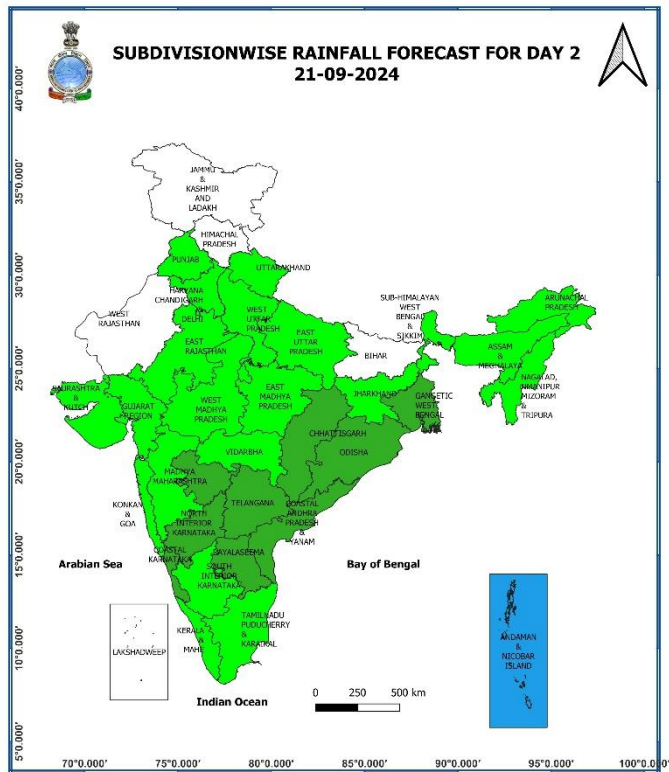 SUBDIVISIONWISE RAINFALL FORECAST FOR DAY 2
21-09-2024
40°0.000'
35°0.000'
30°0.000'
25°0.000'
20°0.000'
15°0.000'
10°0.000'
5°0.000'
JAMMU
&
KASHMIR
AND
LADAKH
HIMACHAL
PRADESH
PUNJAB
UTTARAKHAND
HARYANA
CHANDIGARH
&
DELHI
WEST
RAJASTHAN
WEST
UTTAR
PRADESH
EAST
UTTAR
PRADESH
EAST
RAJASTHAN
SUB-HIMALAYAN
WEST
BENGAL
&
SIKKIM
BIHAR
ARUNACHAL
PRADESH
ASSAM
&
MEGHALAYA
NAGALAD,
MANIPUR
MIZORAM
&
TRIPURA
SAURASHTRA
&
KUTCH
GUJARAT
REGION
WEST
MADHYA
PRADESH
EAST
MADHYA
PRADESH
JHARKHAND
GANGETIC
WEST
BENGAL
CHHATTISGARH
ODISHA
VIDARBHA
MADHYA
MAHARASHTRA
TELANGANA
KONKAN
&
GOA
NORTH
INTERIOR
KARNATAKA
COASTAL
ANDHRA
PRADESH
&
YANAM
COASTAL
KARNATAKA
RAYALASEEMA
SOUTH
INTERIOR
KARNATAKA
Arabian Sea
Bay of Bengal
TAMILNADU
PUDUCHERRY
&
KARAIKAL
KERALA
&
MAHE
LAKSHADWEEP
ANDAMAN
&
NICOBAR
ISLAND
Indian Ocean
0 250 500 km
70°0.000' 75°0.000' 80°0.000' 85°0.000' 90°0.000' 95°0.000' 100°0.000'